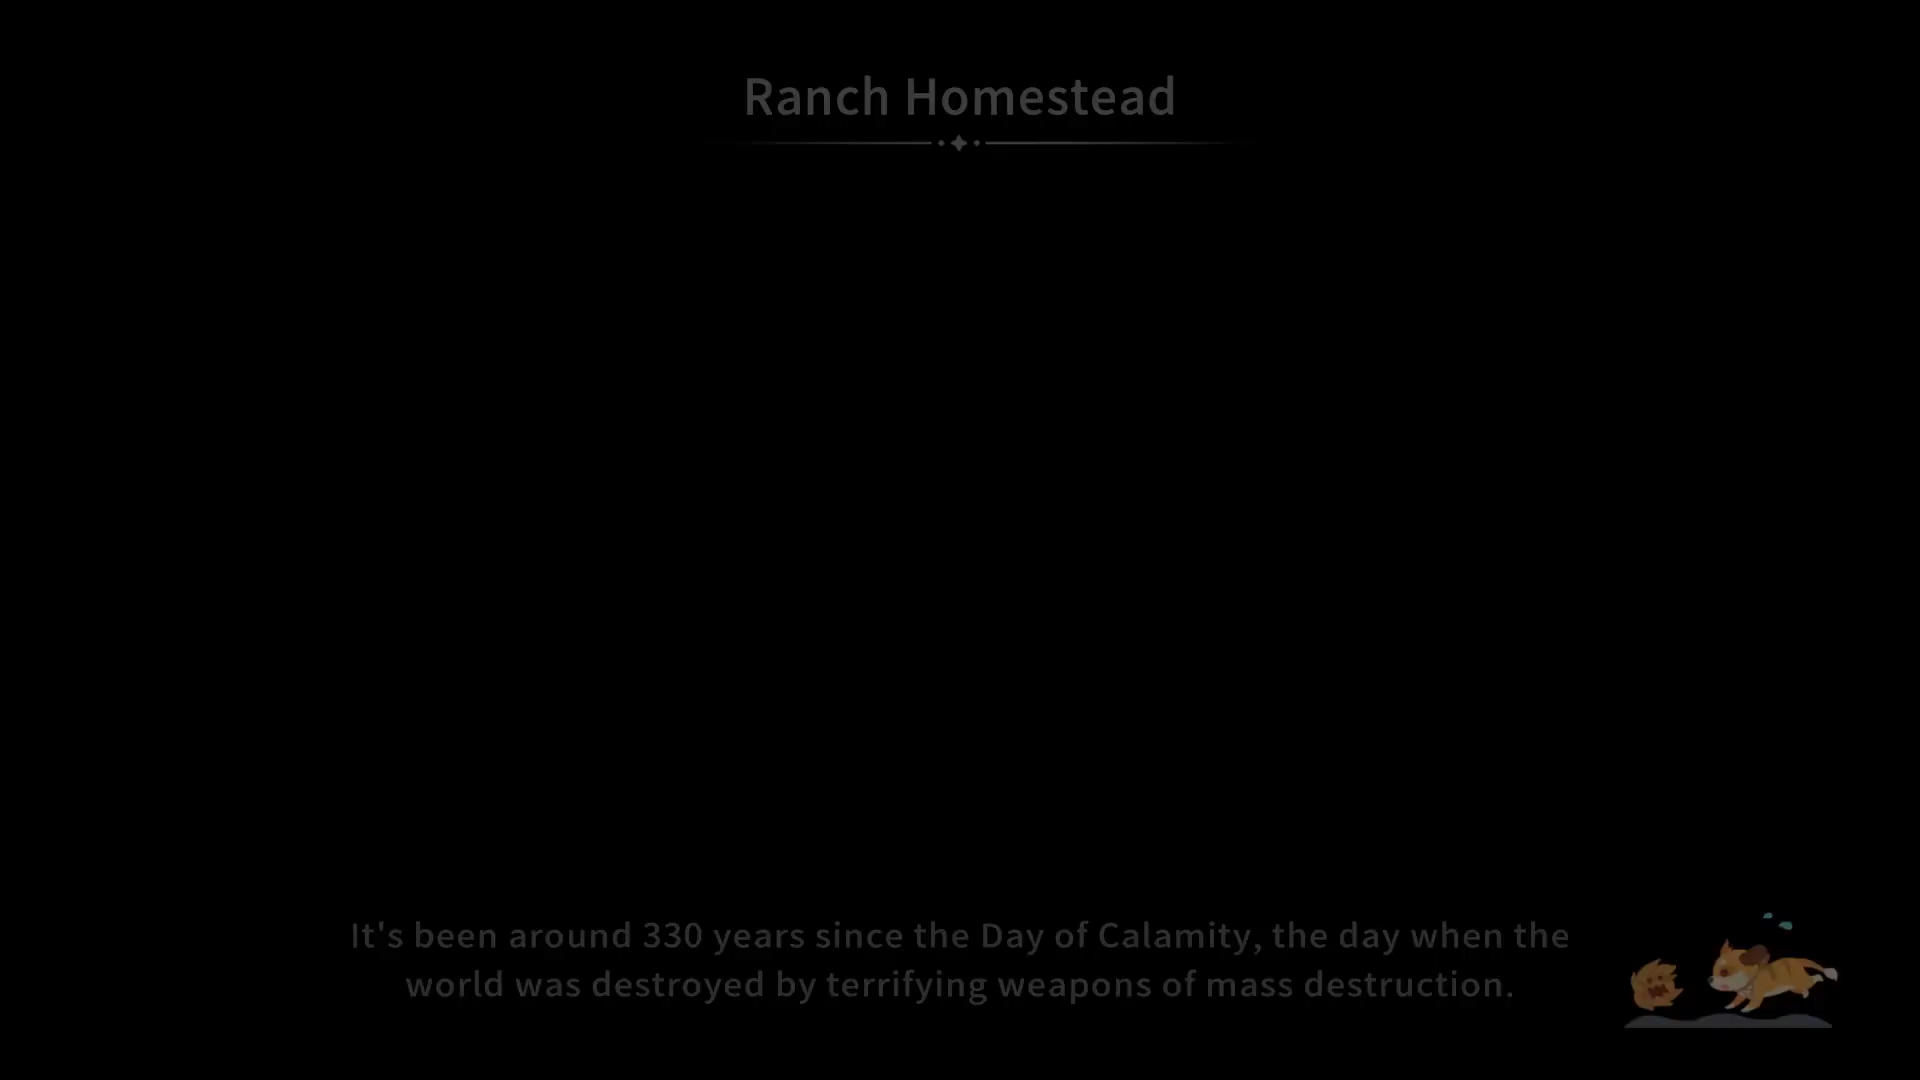 Ranch Homestead
It's been around 330 years since the Day of Calamity, the day when the
world was destroyed by terrifying weapons of mass destruction.